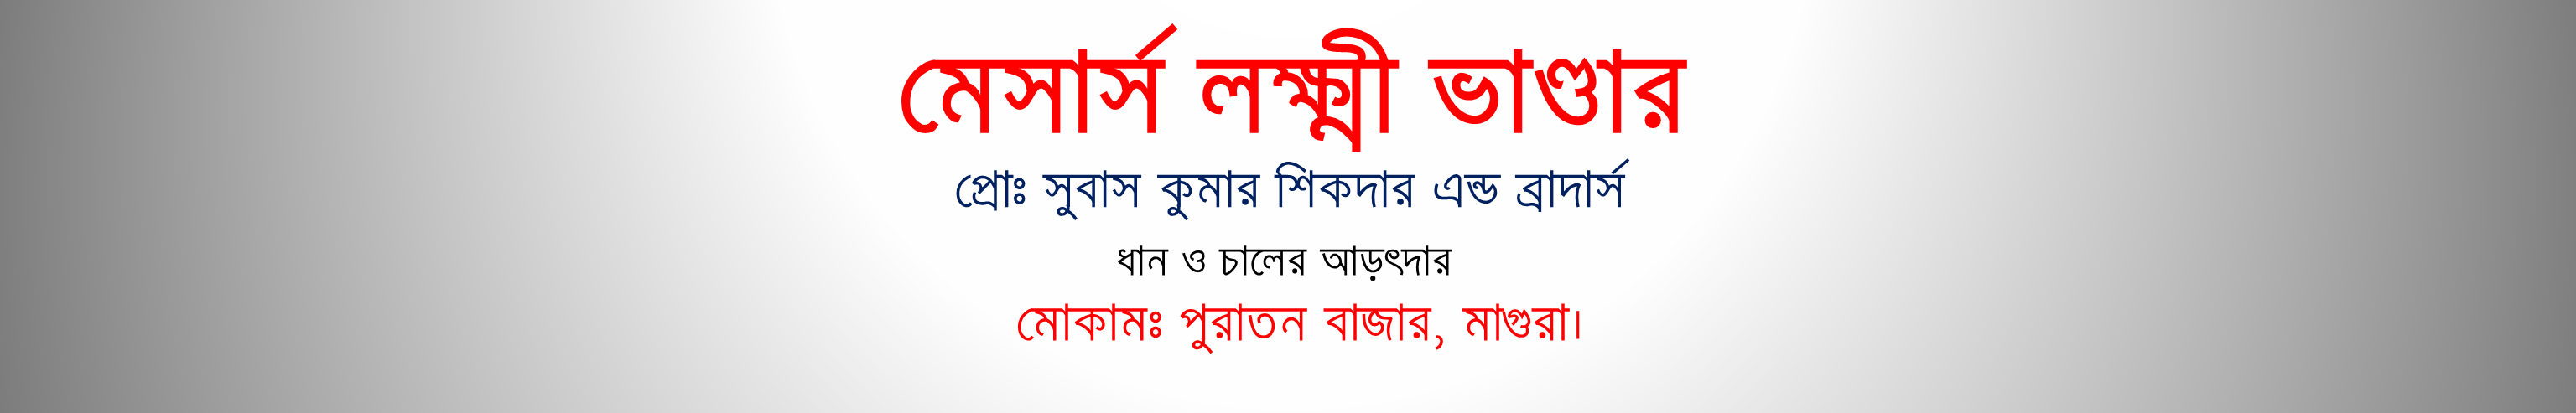 মেসার্স লক্ষ্মী ভাণ্ডার
প্রোঃ সুবাস কুমার শিকদার এন্ড ব্রাদার্স
ধান ও চালের আড়ৎদার
মোকামঃ পুরাতন বাজার, মাগুরা।